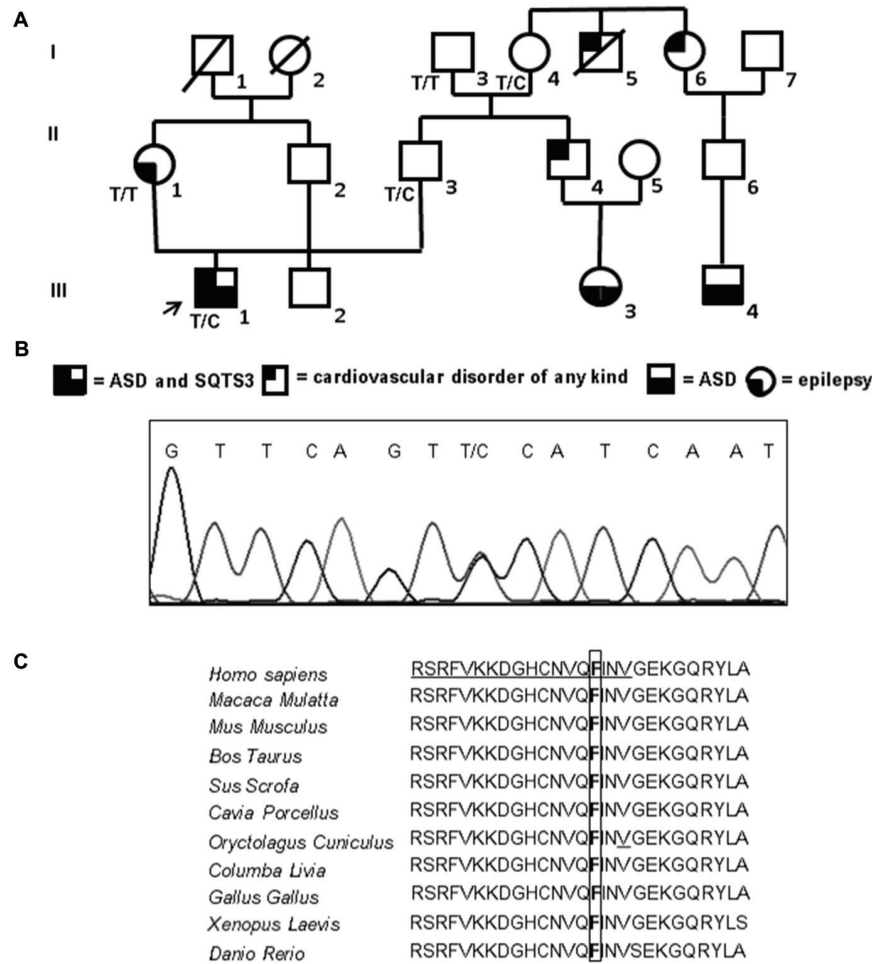 A
I
1
2
3
4
5
6
7
T/T
T/C
II
1
2
3
4
5
6
T/T
T/C
III
1
2
3
4
T/C
B
= ASD and SQTS3
= cardiovascular disorder of any kind
= ASD
= epilepsy
G T T C A G T T/C C A T C A A T
C
Homo sapiens RSRFVKKDGHCNVQFINVGEKGQRYLA
Macaca Mulatta RSRFVKKDGHCNVQFINVGEKGQRYLA
Mus Musculus RSRFVKKDGHCNVQFINVGEKGQRYLA
Bos Taurus RSRFVKKDGHCNVQFINVGEKGQRYLA
Sus Scrofa RSRFVKKDGHCNVQFINVGEKGQRYLA
Cavia Porcellus RSRFVKKDGHCNVQFINVGEKGQRYLA
Oryctolagus Cuniculus RSRFVKKDGHCNVQFINVGEKGQRYLA
Columba Livia RSRFVKKDGHCNVQFINVGEKGQRYLA
Gallus Gallus RSRFVKKDGHCNVQFINVGEKGQRYLA
Xenopus Laevis RSRFVKKDGHCNVQFINVGEKGQRYLS
Danio Rerio RSRFVKKDGHCNVQFINVSEKGQRYLA